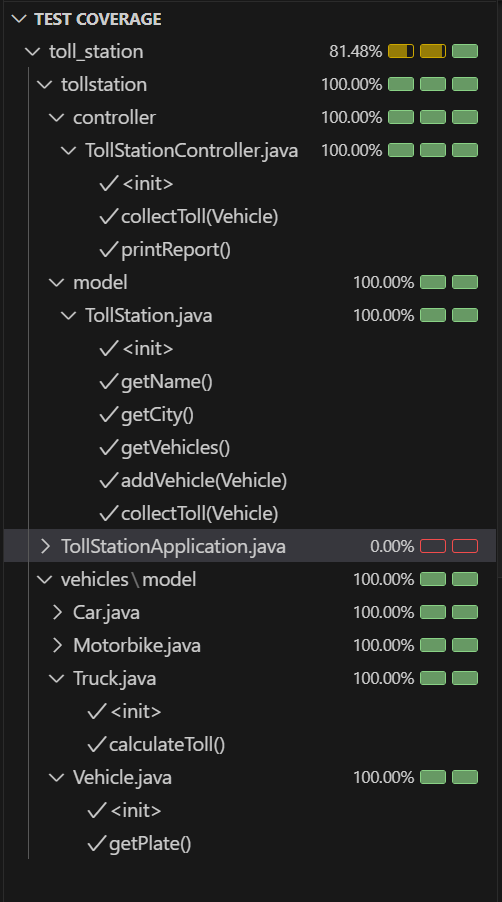 TEST COVERAGE
toll_station 81.48%
tollstation 100.00%
controller 100.00%
TollStationController.java 100.00%
<init>
collectToll(Vehicle)
printReport()
model 100.00%
TollStation.java 100.00%
<init>
getName()
getCity()
getVehicles()
addVehicle(Vehicle)
collectToll(Vehicle)
TollStationApplication.java 0.00%
vehicles\model 100.00%
Car.java 100.00%
Motorbike.java 100.00%
Truck.java 100.00%
<init>
calculateToll()
Vehicle.java 100.00%
<init>
getPlate()